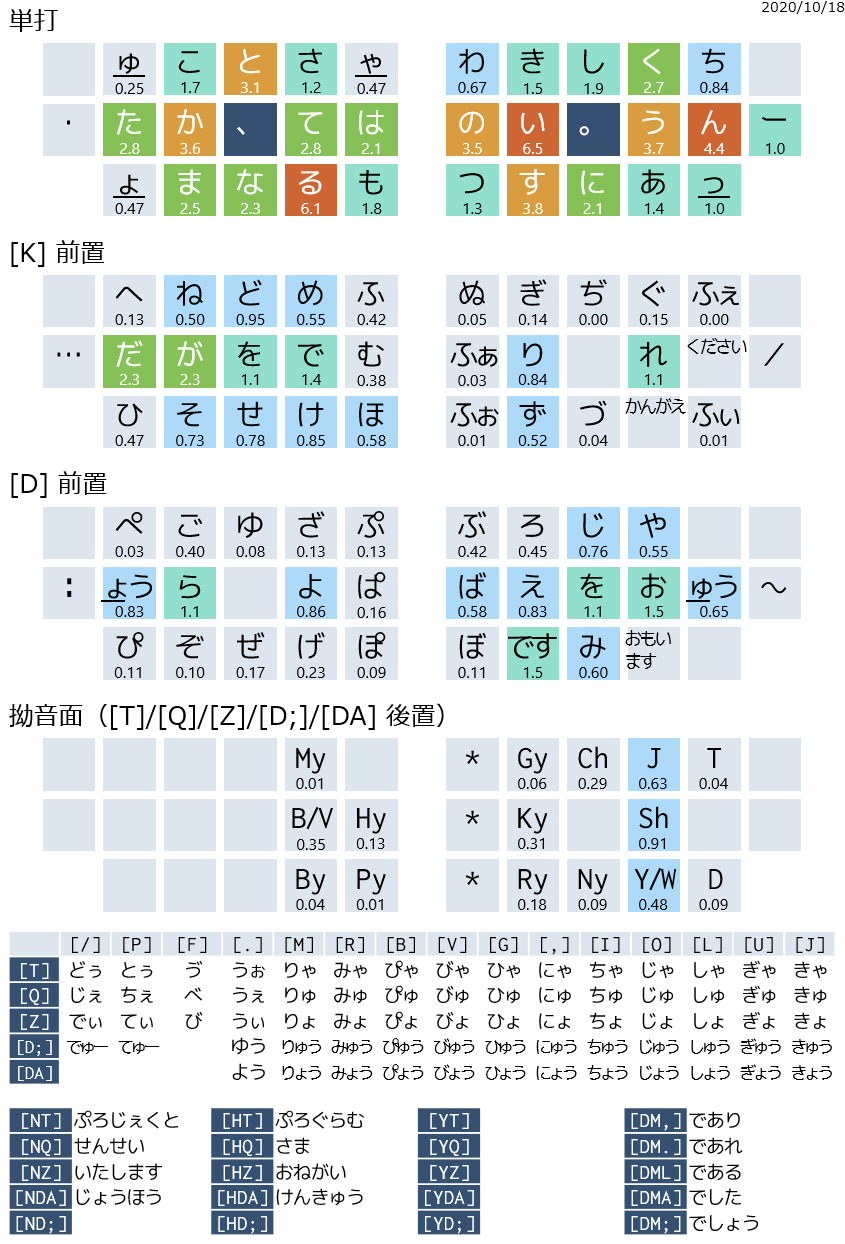 2020/10/18
単打
ゅ こ と さ ゃ わ き し く ち
0.25 1.7 3.1 1.2 0.47 0.67 1.5 1.9 2.7 0.84
・ た か 、 て は の い 。 う ん ー
2.8 3.6 2.8 2.1 3.5 6.5 3.7 4.4 1.0
ょ ま な る も つ す に あ っ
0.47 2.5 2.3 6.1 1.8 1.3 3.8 2.1 1.4 1.0
[K] 前置
へ ね ど め ふ ぬ ぎ ぢ ぐ ふぇ
0.13 0.50 0.95 0.55 0.42 0.05 0.14 0.00 0.15 0.00
… だ が を で む ふぁ り れ ください /
2.3 2.3 1.1 1.4 0.38 0.03 0.84 1.1
ひ そ せ け ほ ふぉ ず づ かんがえ ふぃ
0.47 0.73 0.78 0.85 0.58 0.01 0.52 0.04 0.01
[D] 前置
ぺ ご ゆ ざ ぷ ぶ ろ じ や
0.03 0.40 0.08 0.13 0.13 0.42 0.45 0.76 0.55
: ょう ら よ ぱ ば え を お ゅう ～
0.83 1.1 0.86 0.16 0.58 0.83 1.1 1.5 0.65
ぴ ぞ ぜ げ ぽ ぼ です み おもい
ます
0.11 0.10 0.17 0.23 0.09 0.11 1.5 0.60
拗音面（[T]/[Q]/[Z]/[D;]/[DA] 後置）
My * Gy Ch J T
0.01 0.06 0.29 0.63 0.04
B/V Hy * Ky Sh
0.35 0.13 0.31 0.91
By Py * Ry Ny Y/W D
0.04 0.01 0.18 0.09 0.48 0.09
[/] [P] [F] [.] [M] [R] [B] [V] [G] [,] [I] [O] [L] [U] [J]
[T] どぅ とぅ ゔ うぉ りゃ みゃ ぴゃ びゃ ひゃ にゃ ちゃ じゃ しゃ ぎゃ きゃ
[Q] じぇ ちぇ べ うぇ りゅ みゅ ぴゅ びゅ ひゅ にゅ ちゅ じゅ しゅ ぎゅ きゅ
[Z] でぃ てぃ び うぃ りょ みょ ぴょ びょ ひょ にょ ちょ じょ しょ ぎょ きょ
[D;] でゅー てゅー ゆう りゅう みゅう ぴゅう びゅう ひゅう にゅう ちゅう じゅう しゅう ぎゅう きゅう
[DA] よう りょう みょう ぴょう びょう ひょう にょう ちょう じょう しょう ぎょう きょう
[NT] ぷろじぇくと [HT] ぷろぐらむ [YT] [DM,] であり
[NQ] せんせい [HQ] さま [YQ] [DM.] であれ
[NZ] いたします [HZ] おねがい [YZ] [DML] である
[NDA] じょうほう [HDA] けんきゅう [YDA] [DMA] でした
[ND;] [HD;] [YD;] [DM;] でしょう